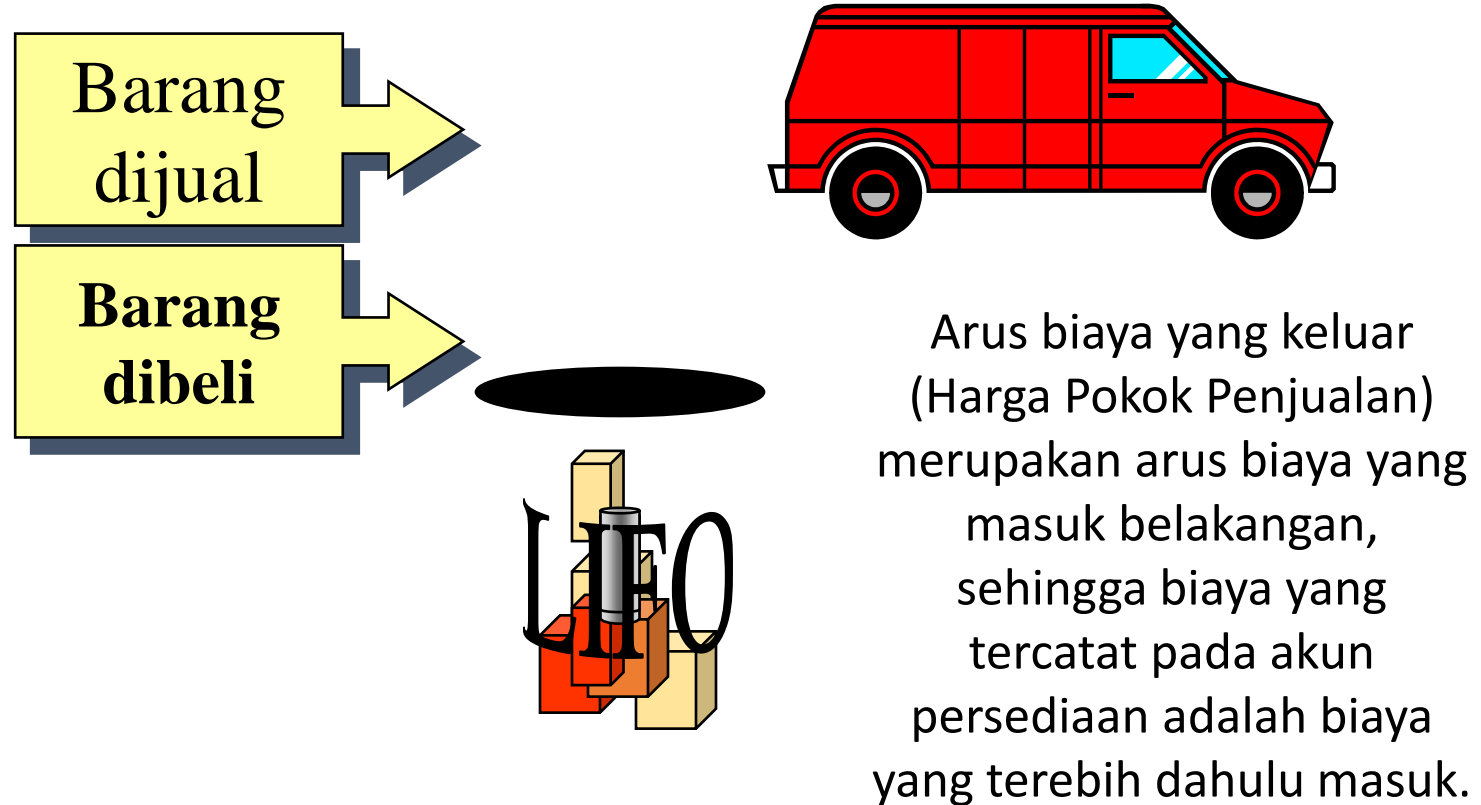 Barang
dijual
Barang
dibeli
LIFO
Arus biaya yang keluar
(Harga Pokok Penjualan)
merupakan arus biaya yang
masuk belakangan,
sehingga biaya yang
tercatat pada akun
persediaan adalah biaya
yang terebih dahulu masuk.